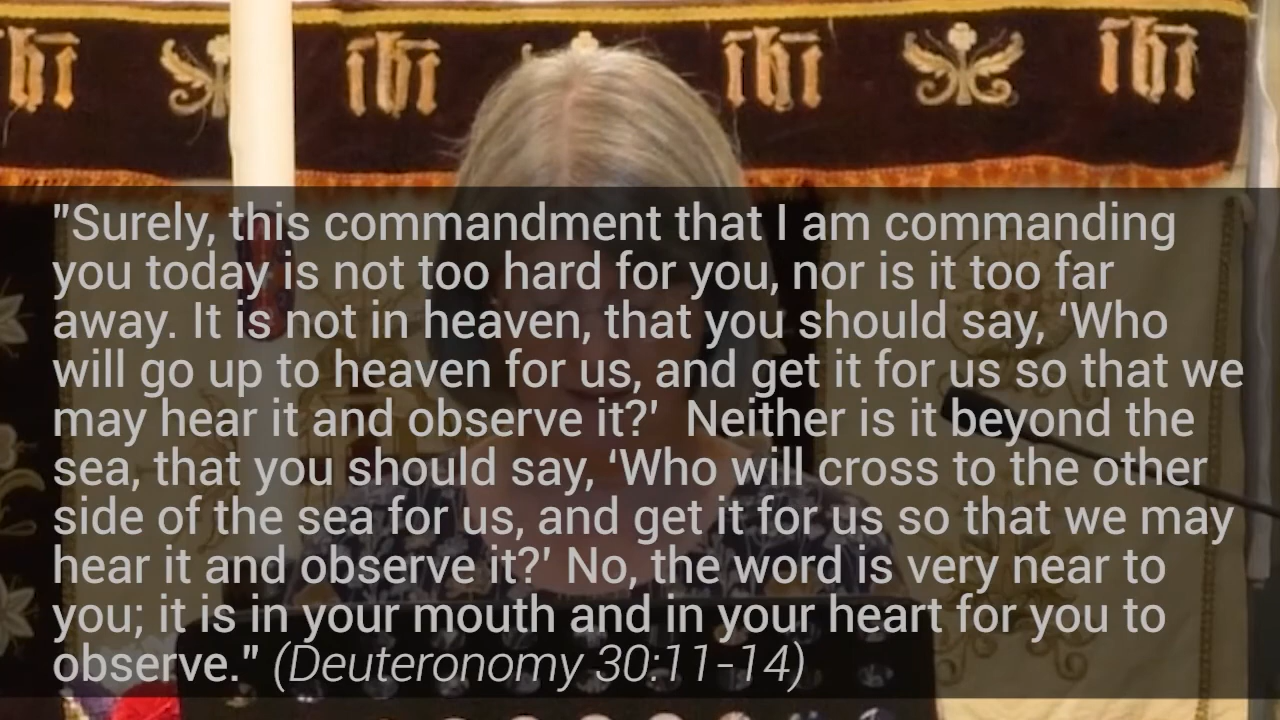 ihi ihi ihi ihi
"Surely, this commandment that I am commanding
you today is not too hard for you, nor is it too far
away. It is not in heaven, that you should say, ‘Who
will go up to heaven for us, and get it for us so that we
may hear it and observe it?’  Neither is it beyond the
sea, that you should say, ‘Who will cross to the other
side of the sea for us, and get it for us so that we may
hear it and observe it?’ No, the word is very near to
you; it is in your mouth and in your heart for you to
observe." (Deuteronomy 30:11-14)